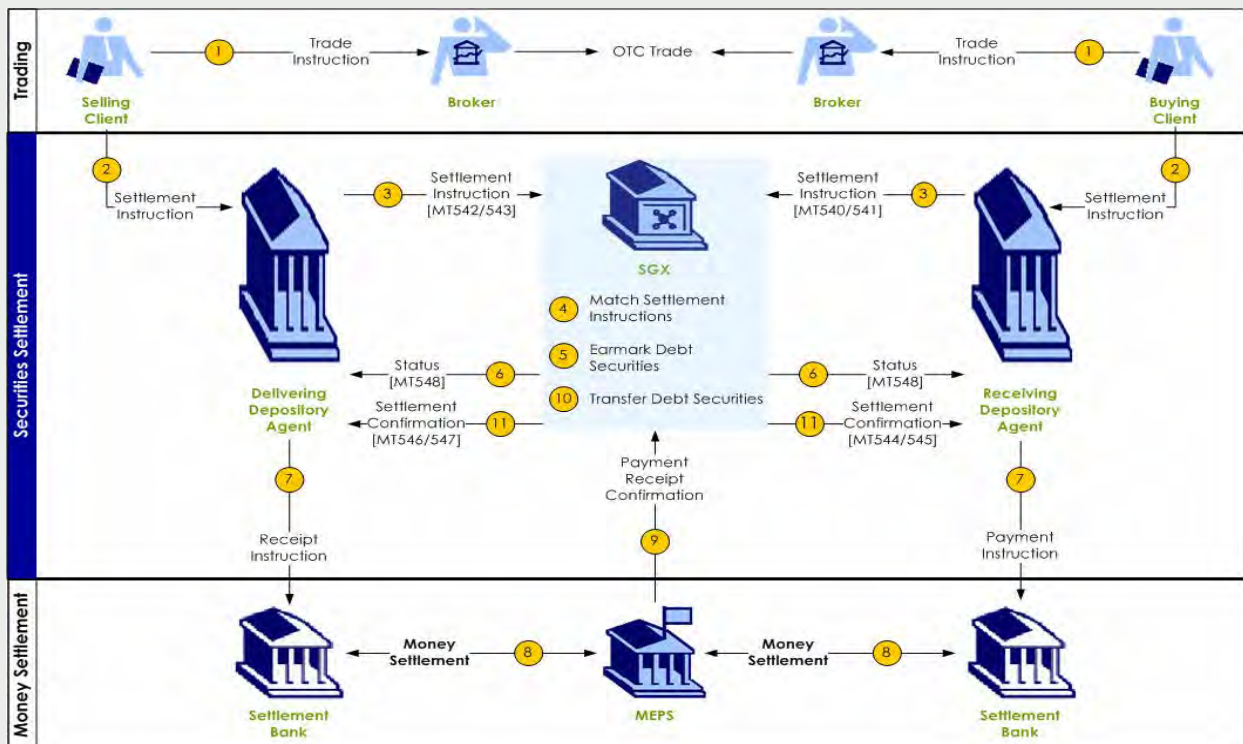 Trading
1
Trade
Instruction
OTC Trade
Trade
Instruction
1
Selling
Client
Broker
Broker
Buying
Client
Securities Settlement
2
Settlement
Instruction
3
Settlement
Instruction
[MT542/543]
Settlement
Instruction
[MT540/541]
3
2
Settlement
Instruction
SGX
4 Match Settlement
Instructions
5 Earmark Debt
Securities
10 Transfer Debt Securities
Status
[MT548]
6
6
Status
[MT548]
Delivering
Depository
Agent
Settlement
Confirmation
[MT546/547]
11
11
Settlement
Confirmation
[MT544/545]
Receiving
Depository
Agent
7
Receipt
Instruction
Payment
Receipt
Confirmation
9
7
Payment
Instruction
Money Settlement
Money
Settlement
8
Money
Settlement
8
Settlement
Bank
MEPS
Settlement
Bank